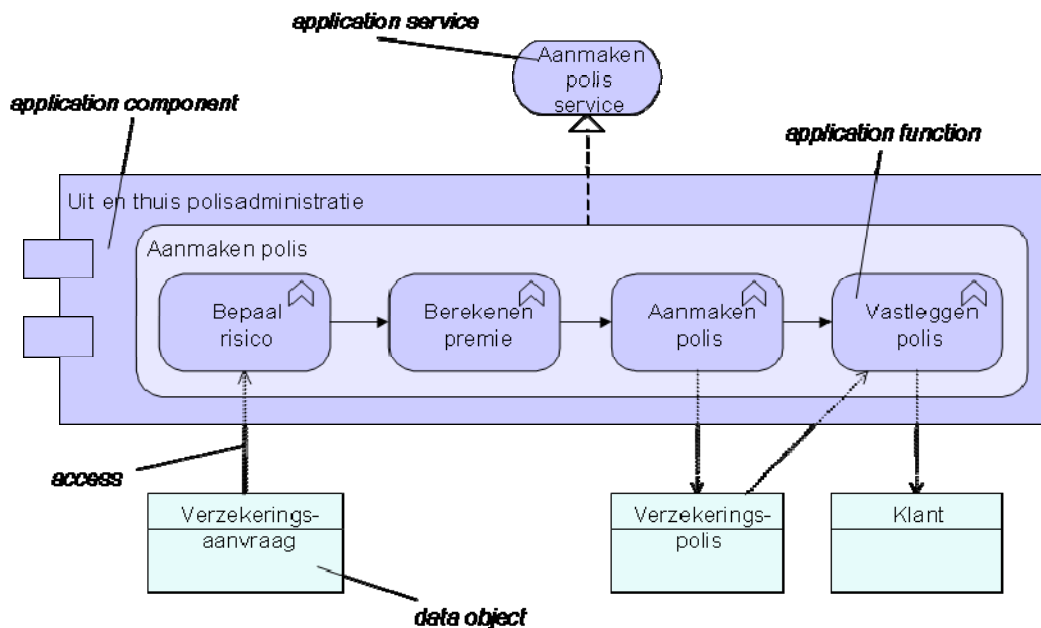 application service
Aanmaken
polis
service
application component
application function
Uit en thuis polisadministratie
Aanmaken polis
Bepaal
risico
Berekenen
premie
Aanmaken
polis
Vastleggen
polis
access
Verzekerings-
aanvraag
Verzekerings-
polis
Klant
data object